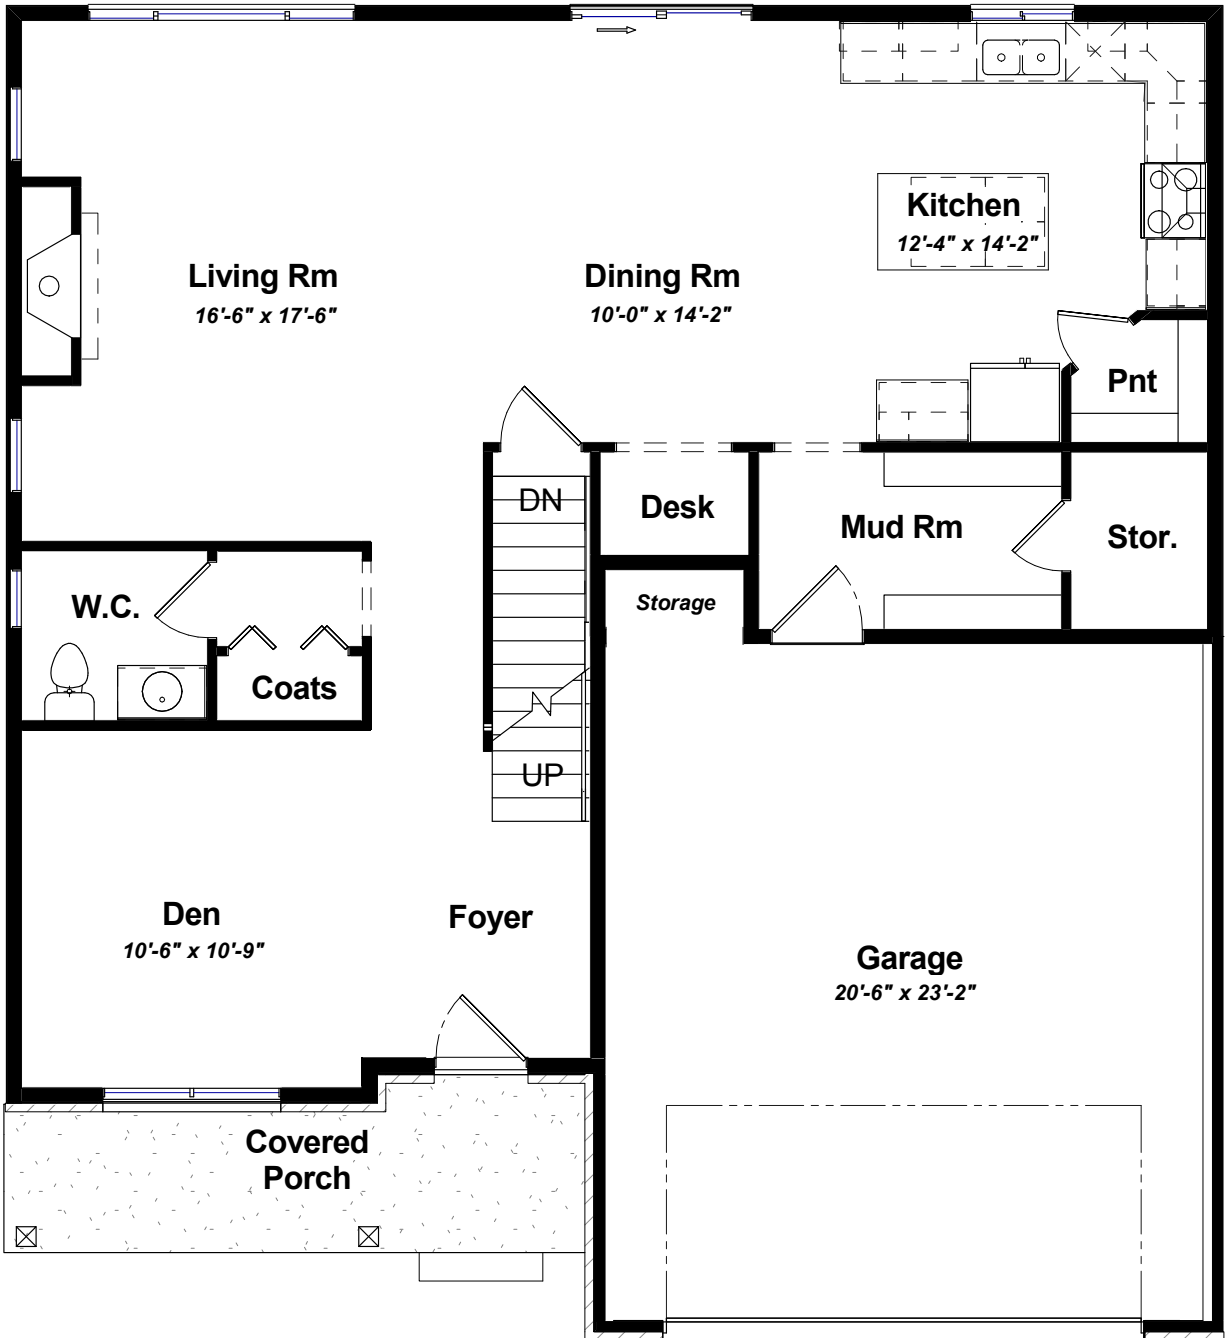 Kitchen
12'-4" x 14'-2"
Living Rm
16'-6" x 17'-6"
Dining Rm
10'-0" x 14'-2"
Pnt
DN
Desk
Mud Rm
Stor.
W.C.
Storage
Coats
UP
Den
10'-6" x 10'-9"
Foyer
Garage
20'-6" x 23'-2"
Covered
Porch